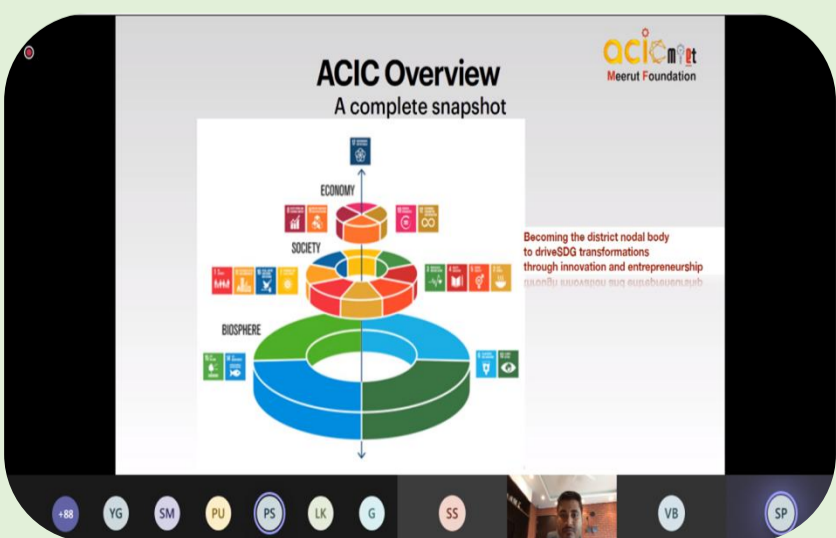 ACIC Overview
A complete snapshot
acic miet
Meerut Foundation
ECONOMY
SOCIETY
BIOSPHERE
Becoming the district nodal body
to driveSDG transformations
through innovation and entrepreneurship
+88
YG
SM
PU
PS
LK
G
SS
VB
SP